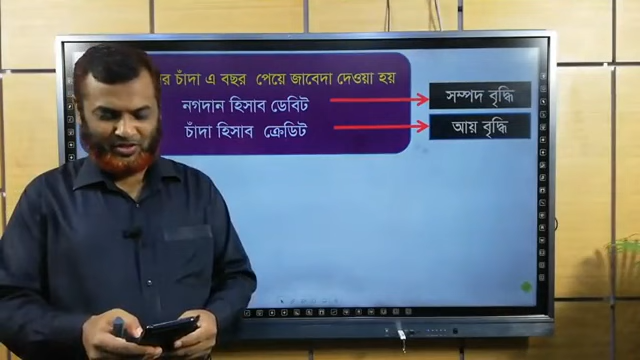 চাঁদা এ বছর পেয়ে জাবেদা দেওয়া হয়
নগদান হিসাব ডেবিট
সম্পদ বৃদ্ধি
চাঁদা হিসাব ক্রেডিট
আয় বৃদ্ধি